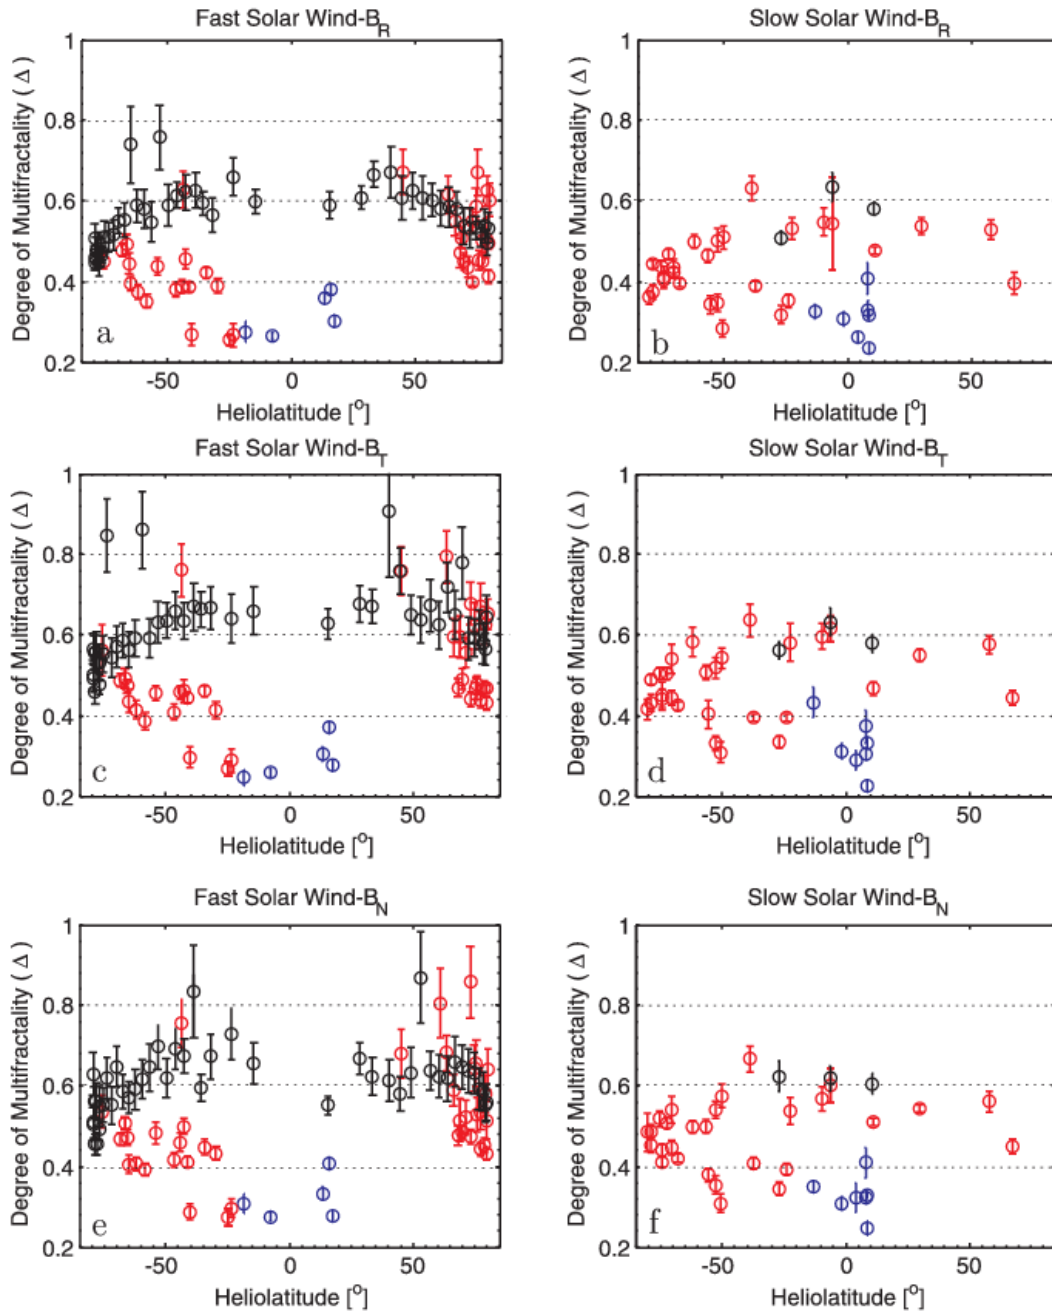 Fast Solar Wind-B_R
Degree of Multifractality ( Δ )
1
0.8
0.6
0.4
0.2
a
-50
0
50
Heliolatitude [º]
Slow Solar Wind-B_R
Degree of Multifractality ( Δ )
1
0.8
0.6
0.4
0.2
b
-50
0
50
Heliolatitude [º]
Fast Solar Wind-B_T
Degree of Multifractality ( Δ )
1
0.8
0.6
0.4
0.2
c
-50
0
50
Heliolatitude [º]
Slow Solar Wind-B_T
Degree of Multifractality ( Δ )
1
0.8
0.6
0.4
0.2
d
-50
0
50
Heliolatitude [º]
Fast Solar Wind-B_N
Degree of Multifractality ( Δ )
1
0.8
0.6
0.4
0.2
e
-50
0
50
Heliolatitude [º]
Slow Solar Wind-B_N
Degree of Multifractality ( Δ )
1
0.8
0.6
0.4
0.2
f
-50
0
50
Heliolatitude [º]